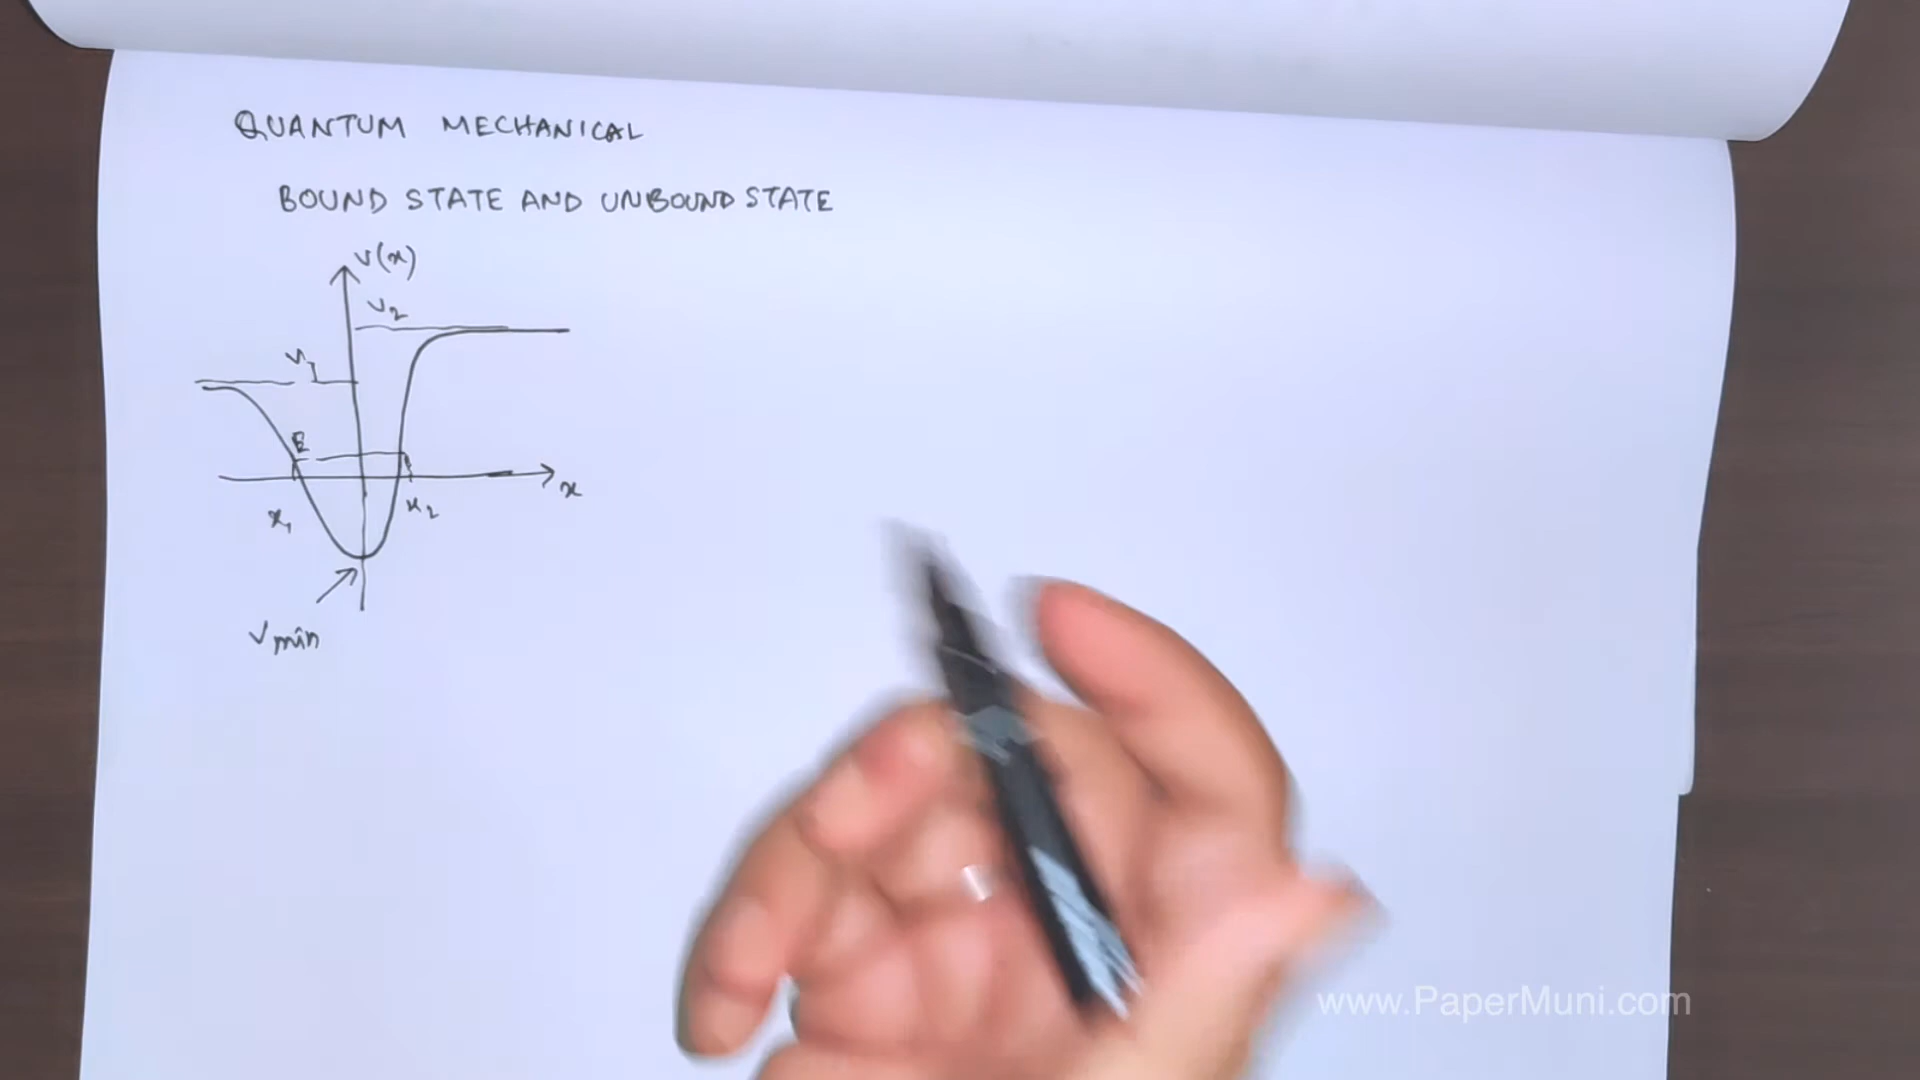 QUANTUM MECHANICAL
BOUND STATE AND UNBOUND STATE
V(x)
V2
V1
E
x
x1
x2
Vmin
www.PaperMuni.com